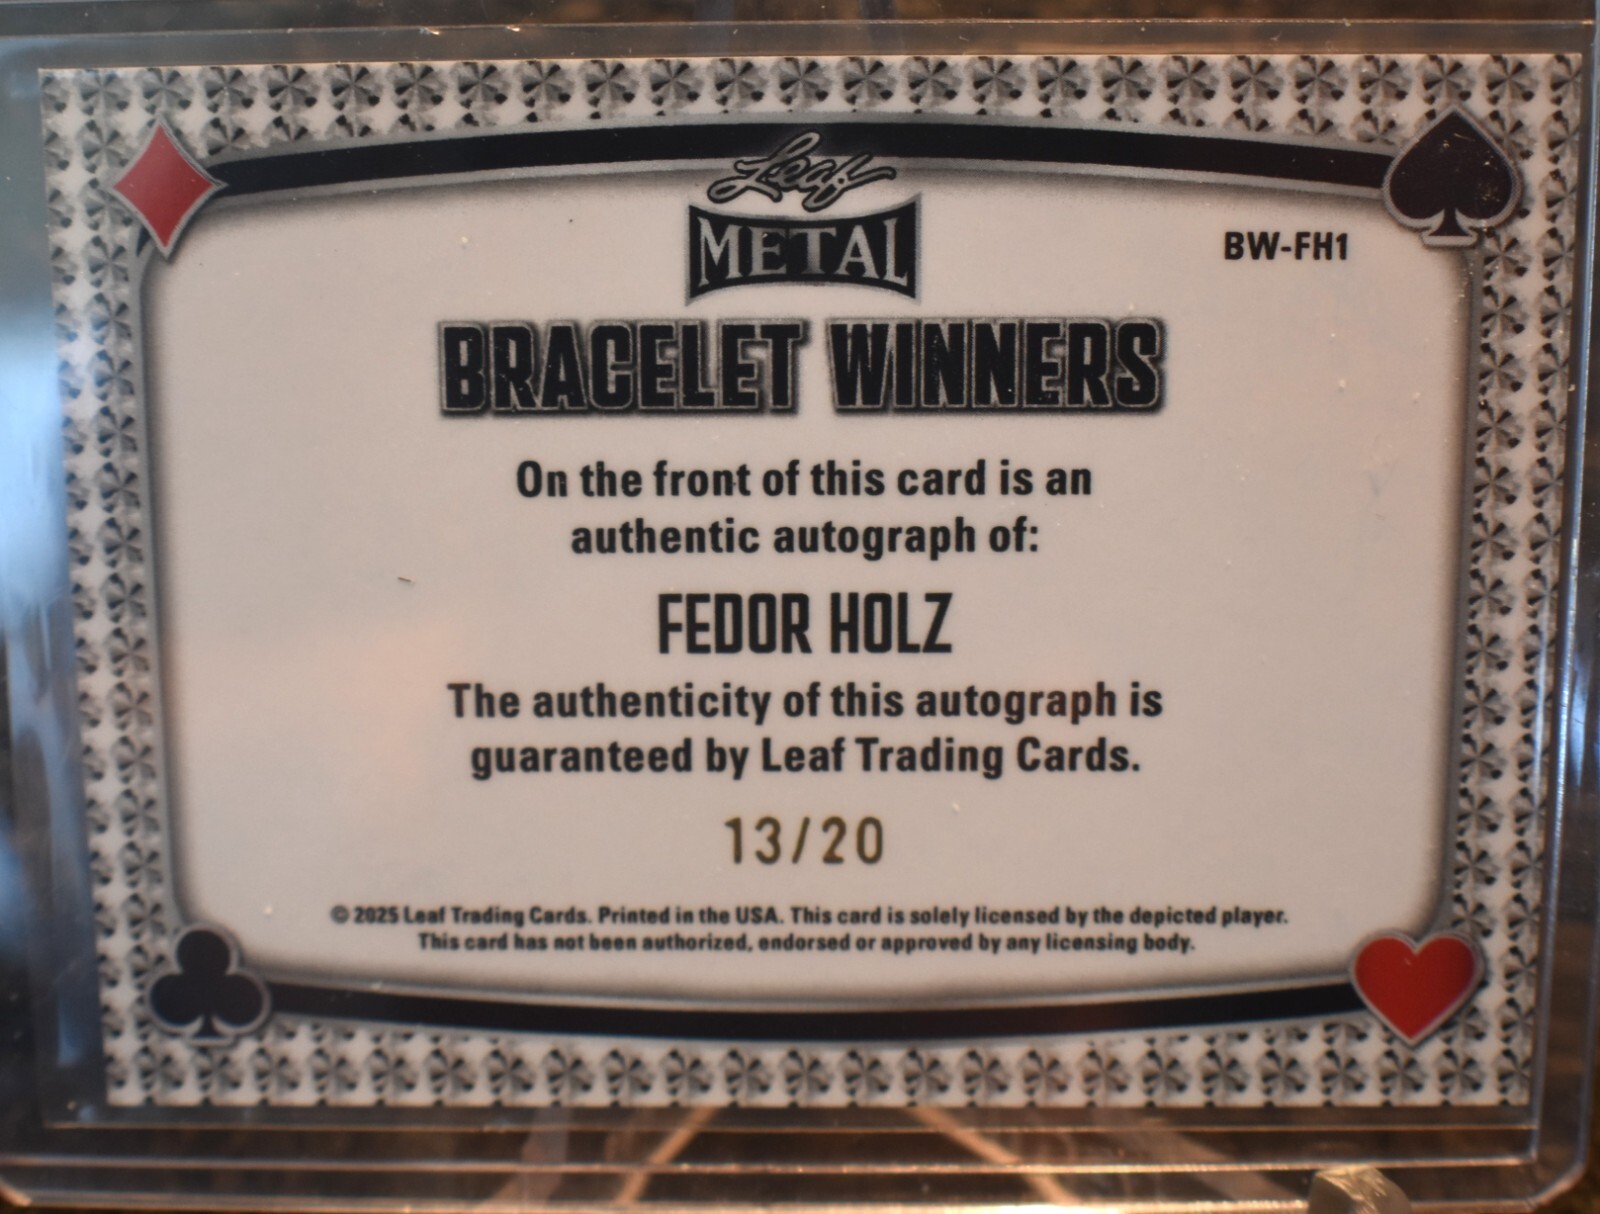 Leaf
METAL
BW-FH1
BRACELET WINNERS
On the front of this card is an
authentic autograph of:
FEDOR HOLZ
The authenticity of this autograph is
guaranteed by Leaf Trading Cards.
13/20
© 2025 Leaf Trading Cards. Printed in the USA. This card is solely licensed by the depicted player.
This card has not been authorized, endorsed or approved by any licensing body.